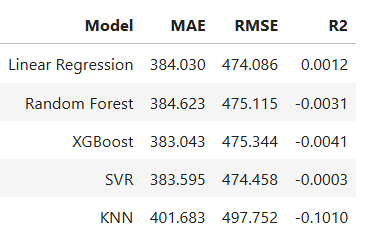 Model MAE RMSE R2
Linear Regression 384.030 474.086 0.0012
Random Forest 384.623 475.115 -0.0031
XGBoost 383.043 475.344 -0.0041
SVR 383.595 474.458 -0.0003
KNN 401.683 497.752 -0.1010